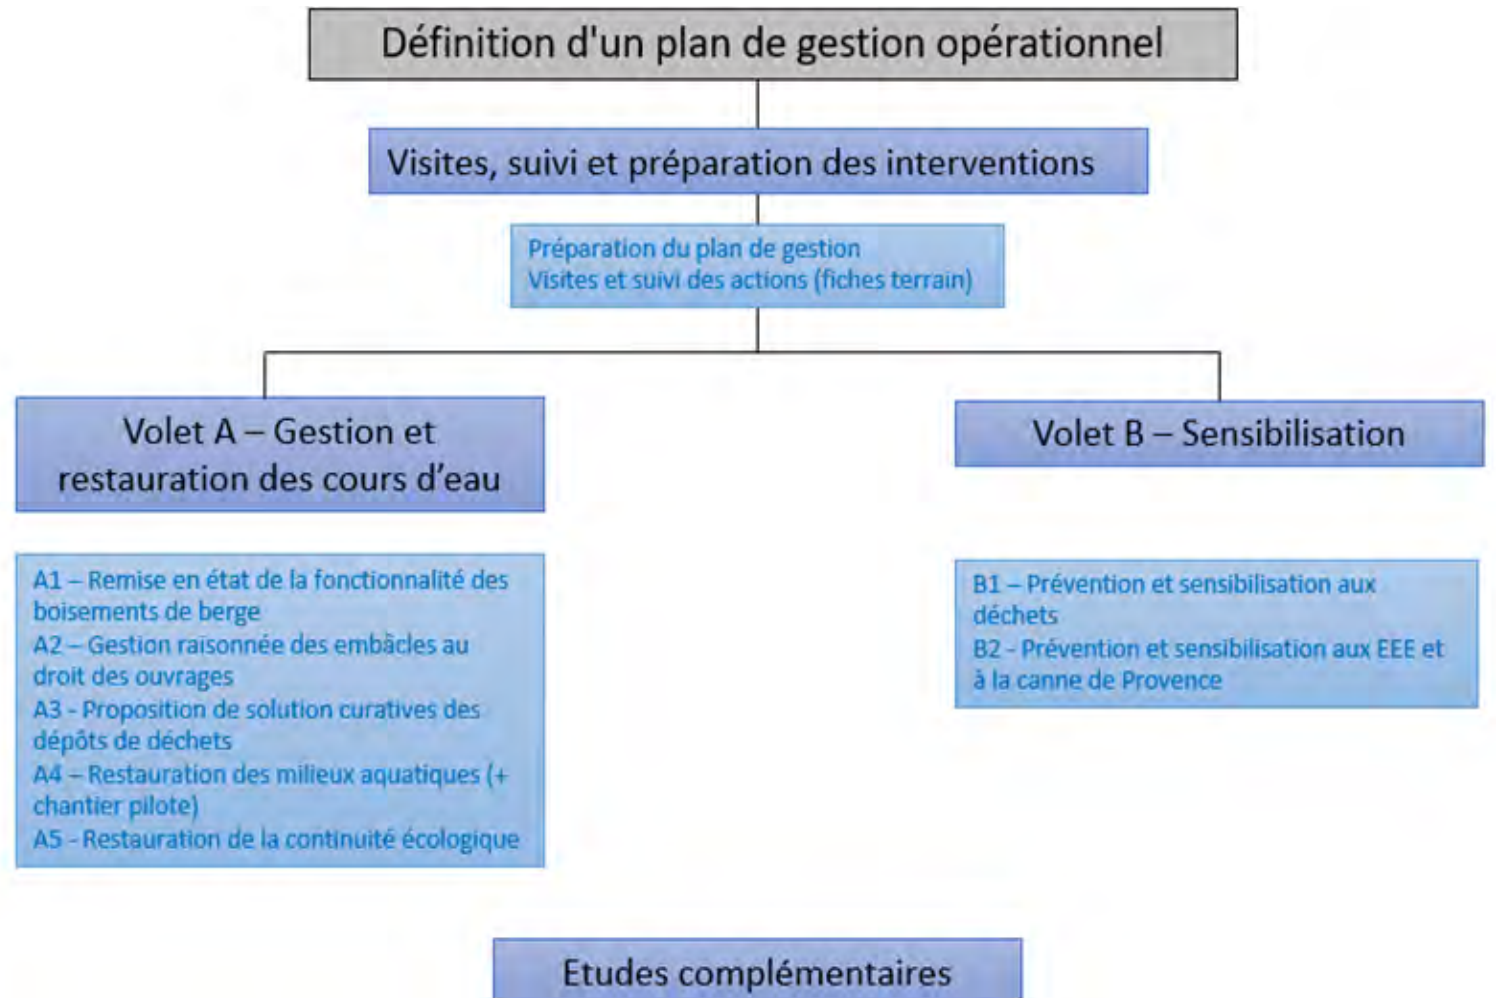 Définition d'un plan de gestion opérationnel
Visites, suivi et préparation des interventions
Préparation du plan de gestion
Visites et suivi des actions (fiches terrain)
Volet A – Gestion et
restauration des cours d’eau
A1 – Remise en état de la fonctionnalité des
boisements de berge
A2 – Gestion raisonnée des embâcles au
droit des ouvrages
A3 - Proposition de solution curatives des
dépôts de déchets
A4 – Restauration des milieux aquatiques (+
chantier pilote)
A5 - Restauration de la continuité écologique
Volet B – Sensibilisation
B1 – Prévention et sensibilisation aux
déchets
B2 - Prévention et sensibilisation aux EEE et
à la canne de Provence
Etudes complémentaires